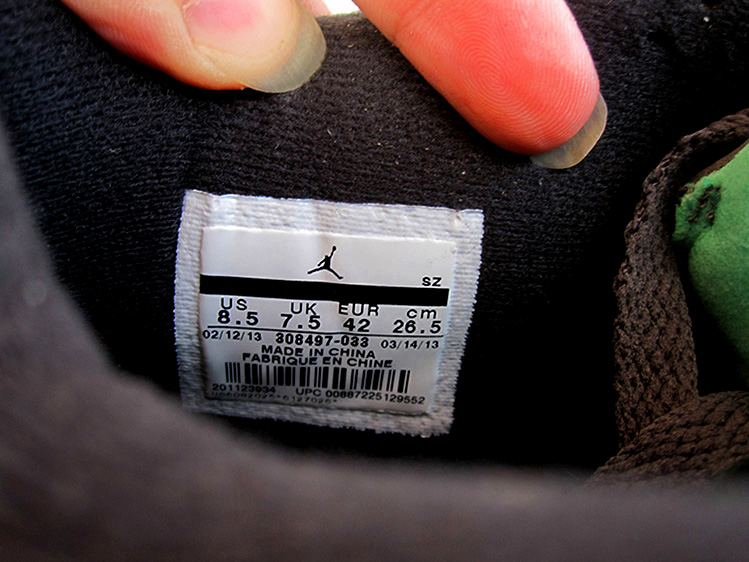 SZ
US UK EUR cm
8.5 7.5 42 26.5
02/12/13 308497-033 03/14/13
MADE IN CHINA
FABRIQUE EN CHINE
201123934 UPC 00887225129552